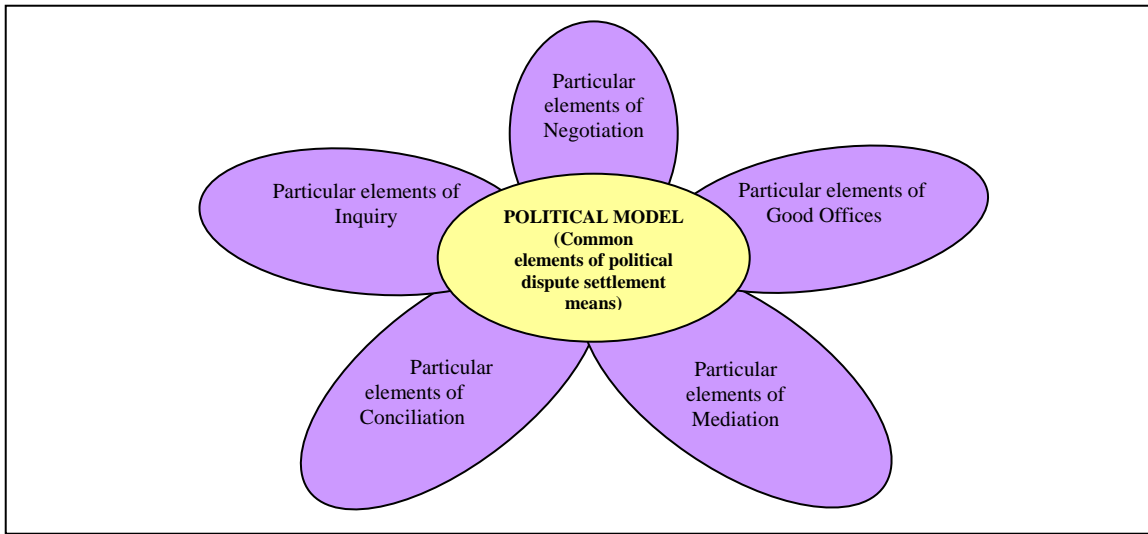 Particular
elements of
Negotiation
Particular elements of
Inquiry
Particular elements of
Good Offices
POLITICAL MODEL
(Common
elements of political
dispute settlement
means)
Particular
elements of
Conciliation
Particular
elements of
Mediation